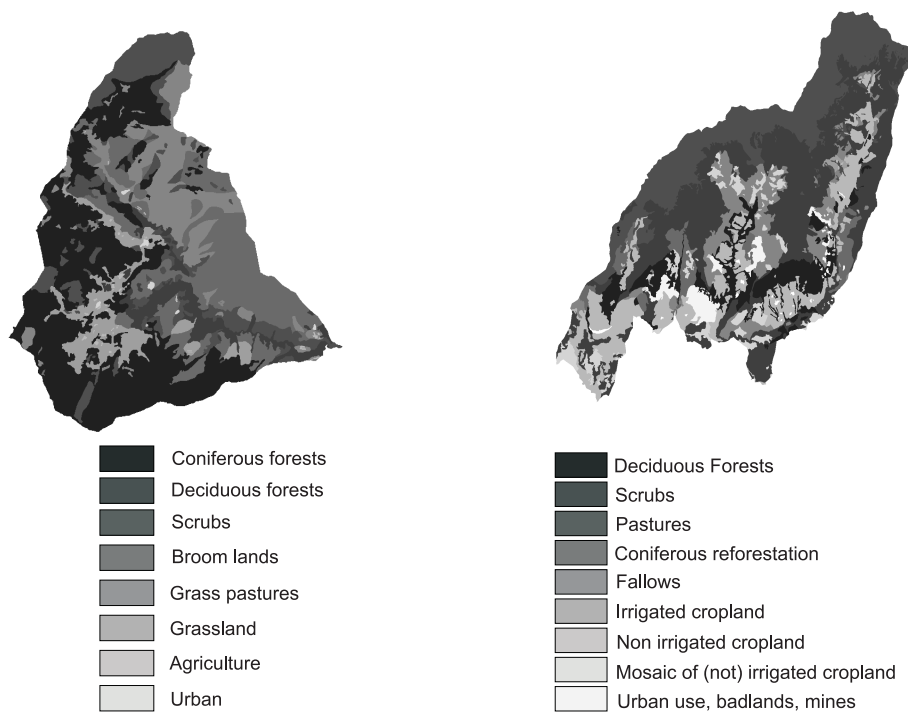 Coniferous forests
Deciduous forests
Scrubs
Broom lands
Grass pastures
Grassland
Agriculture
Urban
Deciduous Forests
Scrubs
Pastures
Coniferous reforestation
Fallows
Irrigated cropland
Non irrigated cropland
Mosaic of (not) irrigated cropland
Urban use, badlands, mines